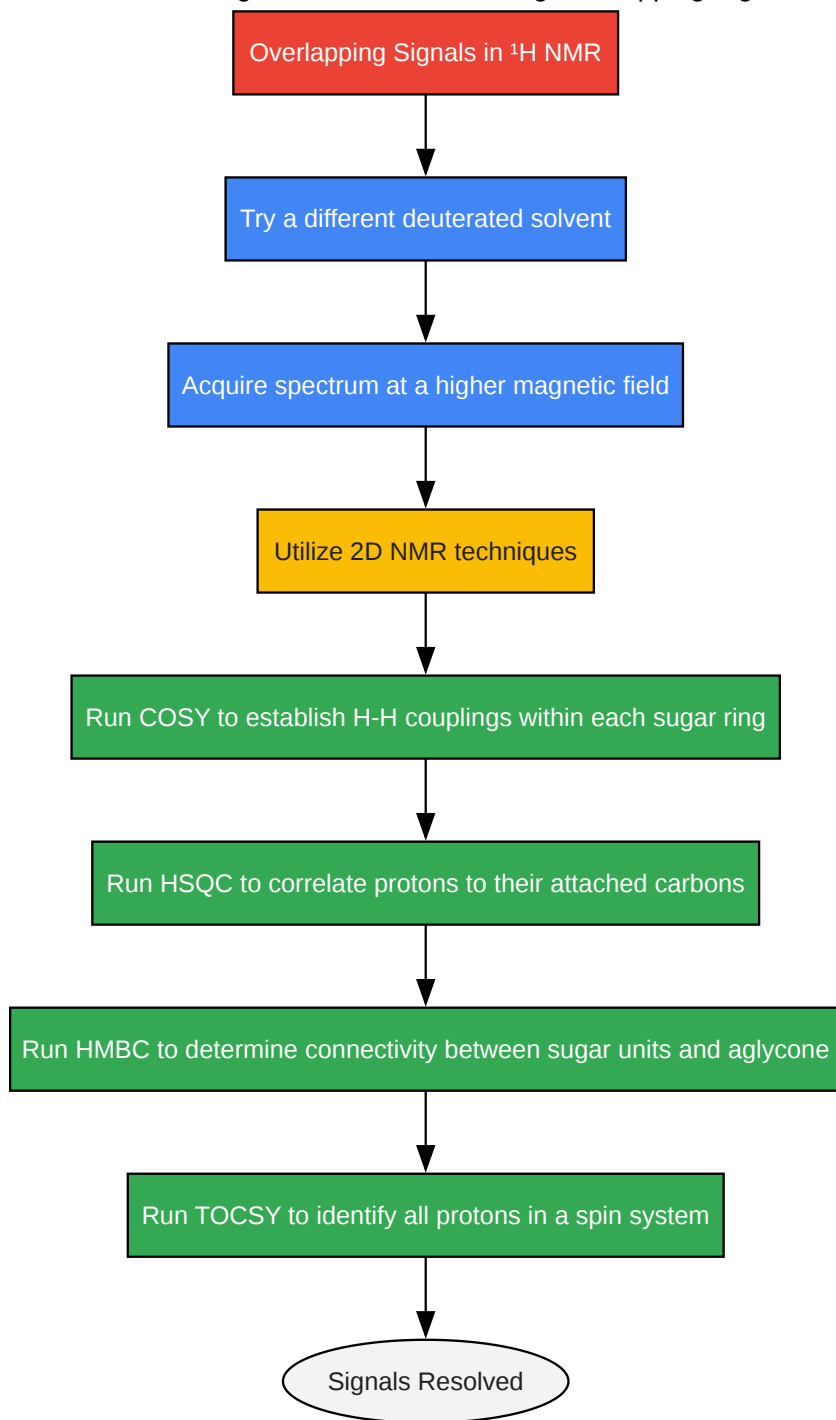 Overlapping Signals in ¹H NMR
Try a different deuterated solvent
Acquire spectrum at a higher magnetic field
Utilize 2D NMR techniques
Run COSY to establish H-H couplings within each sugar ring
Run HSQC to correlate protons to their attached carbons
Run HMBC to determine connectivity between sugar units and aglycone
Run TOCSY to identify all protons in a spin system
Signals Resolved